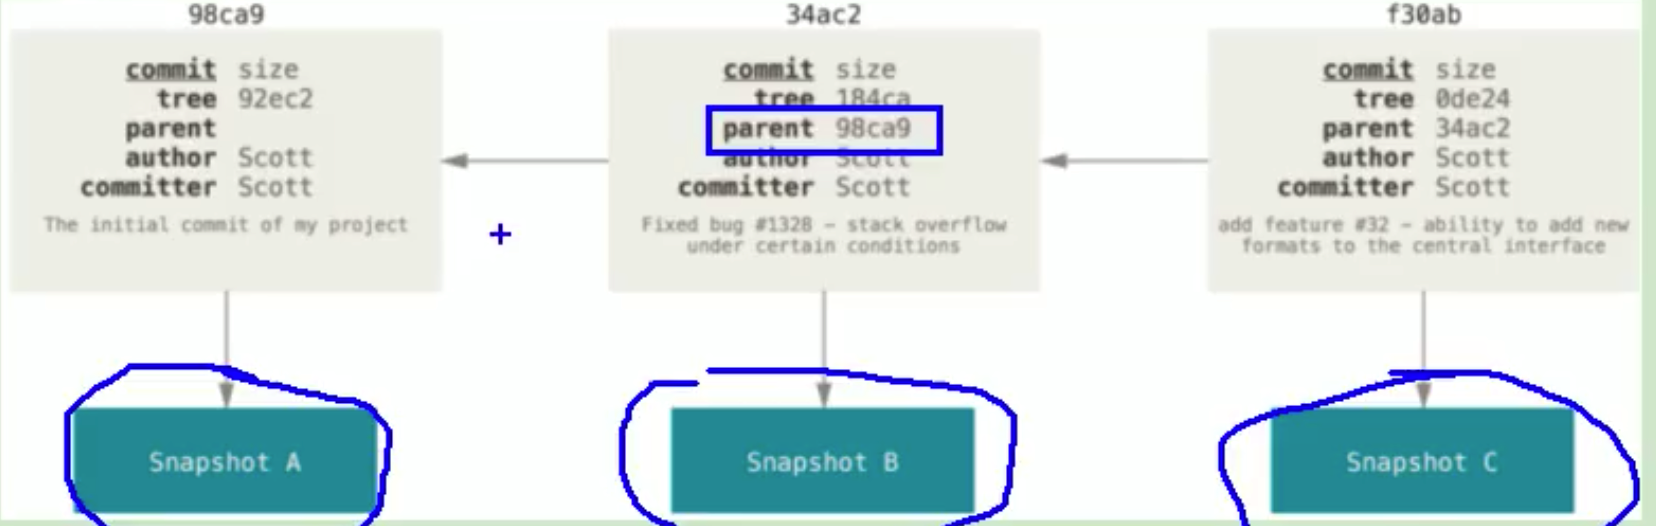 98ca9
commit size
tree 92ec2
parent
author Scott
committer Scott
The initial commit of my project
34ac2
commit size
tree 184ca
parent 98ca9
author Scott
committer Scott
Fixed bug #1328 – stack overflow
under certain conditions
f30ab
commit size
tree 0de24
parent 34ac2
author Scott
committer Scott
add feature #32 – ability to add new
formats to the central interface
Snapshot A
Snapshot B
Snapshot C